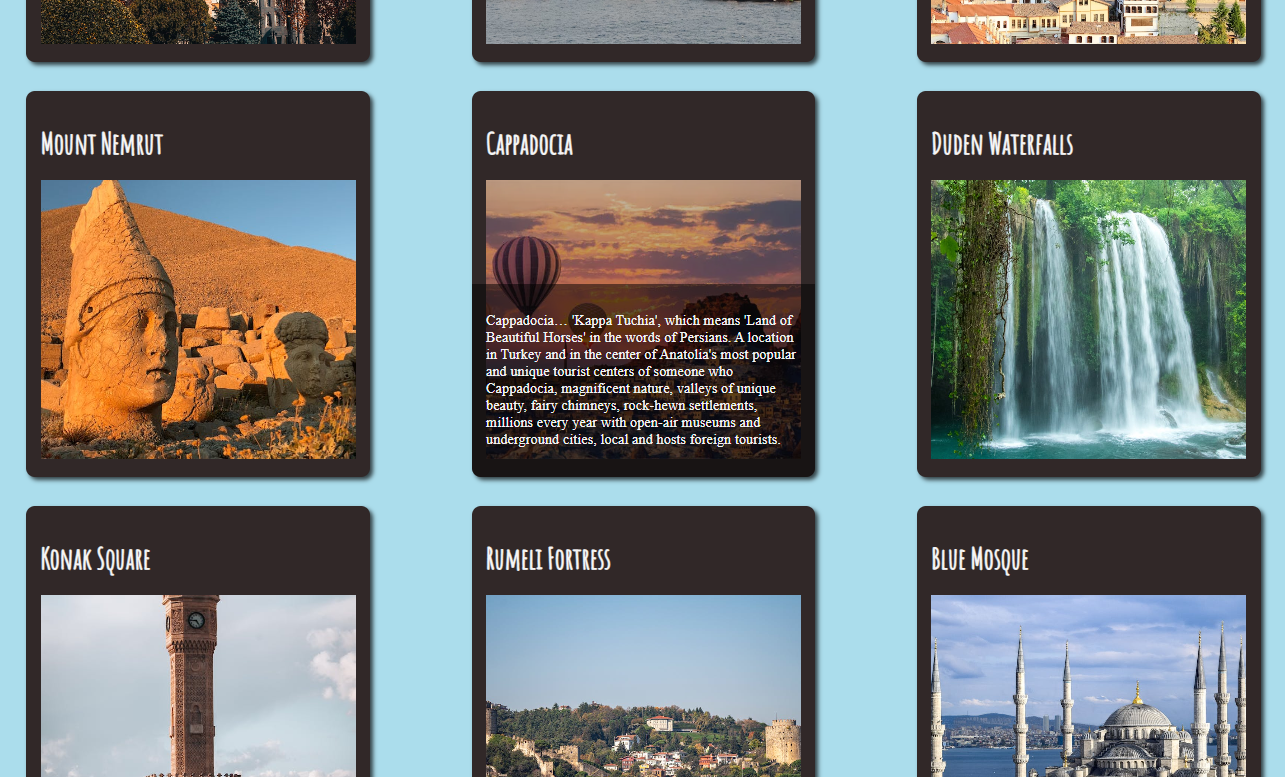 Mount Nemrut
Cappadocia
Duden Waterfalls
Cappadocia… 'Kappa Tuchia', which means 'Land of
Beautiful Horses' in the words of Persians. A location
in Turkey and in the center of Anatolia's most popular
and unique tourist centers of someone who
Cappadocia, magnificent nature, valleys of unique
beauty, fairy chimneys, rock-hewn settlements,
millions every year with open-air museums and
underground cities, local and hosts foreign tourists.
Konak Square
Rumeli Fortress
Blue Mosque